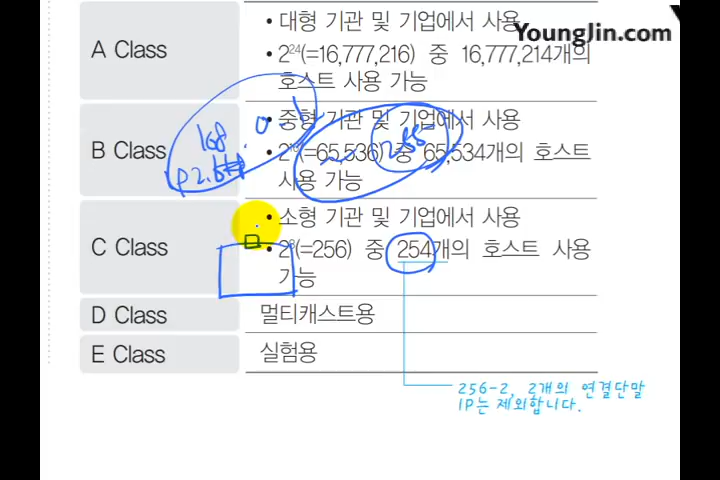 YoungJin.com
A Class
• 대형 기관 및 기업에서 사용
• 2²⁴(=16,777,216) 중 16,777,214개의
호스트 사용 가능
B Class
• 중형 기관 및 기업에서 사용
(=65,536) 중 65,534개의 호스트
사용 가능
168
.0.1
255
C Class
• 소형 기관 및 기업에서 사용
• 2⁸(=256) 중 254개의 호스트 사용
가능
D Class
멀티캐스트용
E Class
실험용
256-2, 2개의 연결단말
IP는 제외합니다.